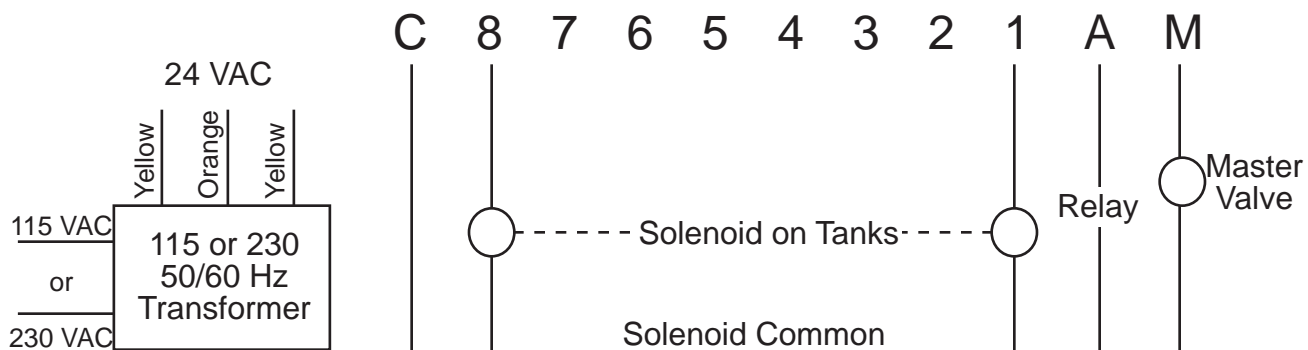 C 8 7 6 5 4 3 2 1 A M
24 VAC
Yellow
Orange
Yellow
115 VAC
or
230 VAC
115 or 230
50/60 Hz
Transformer
Solenoid on Tanks
Relay
Master
Valve
Solenoid Common